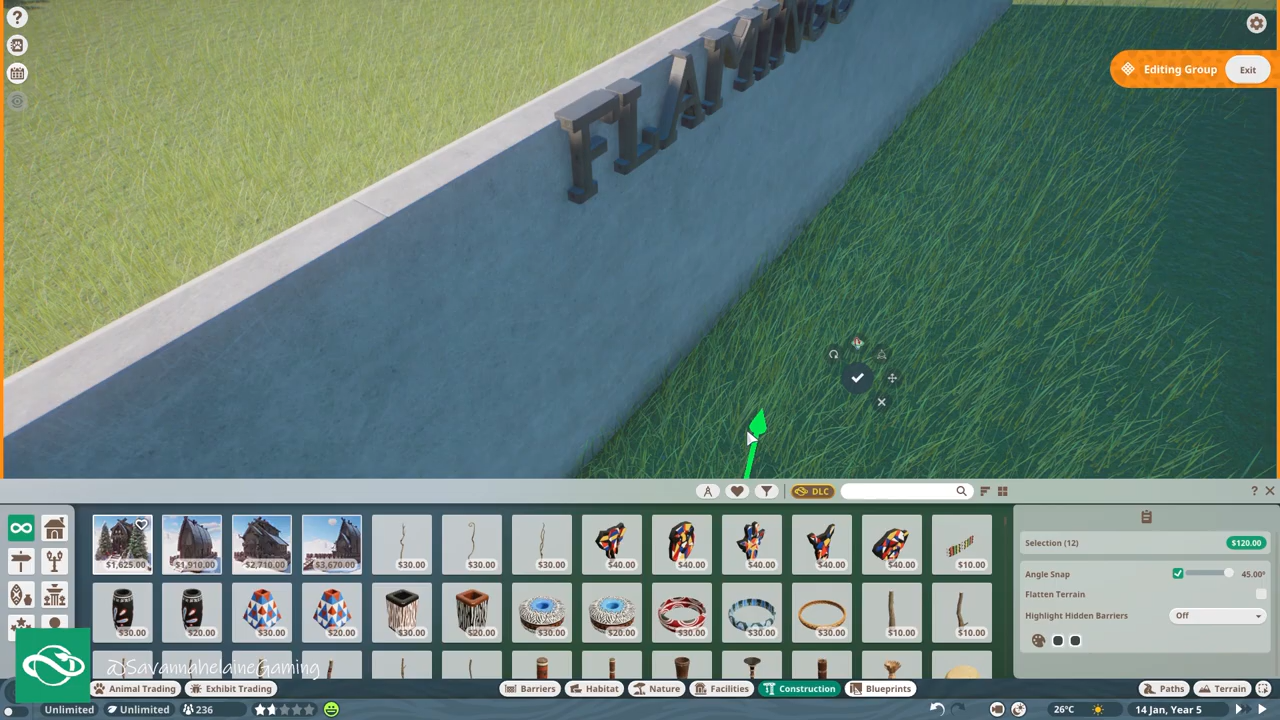 FLAMINGO
Editing Group Exit
DLC
$1,625.00 $1,910.00 $2,710.00 $3,670.00 $30.00 $30.00 $30.00 $40.00 $40.00 $40.00 $40.00 $40.00 $10.00
$30.00 $20.00 $30.00 $20.00 $30.00 $30.00 $30.00 $20.00 $30.00 $30.00 $30.00 $10.00 $10.00
Selection (12) $120.00
Angle Snap 45.00°
Flatten Terrain
Highlight Hidden Barriers Off
@SavannahelaineGaming
Animal Trading Exhibit Trading Barriers Habitat Nature Facilities Construction Blueprints Paths Terrain
Unlimited Unlimited 236 26°C 14 Jan, Year 5